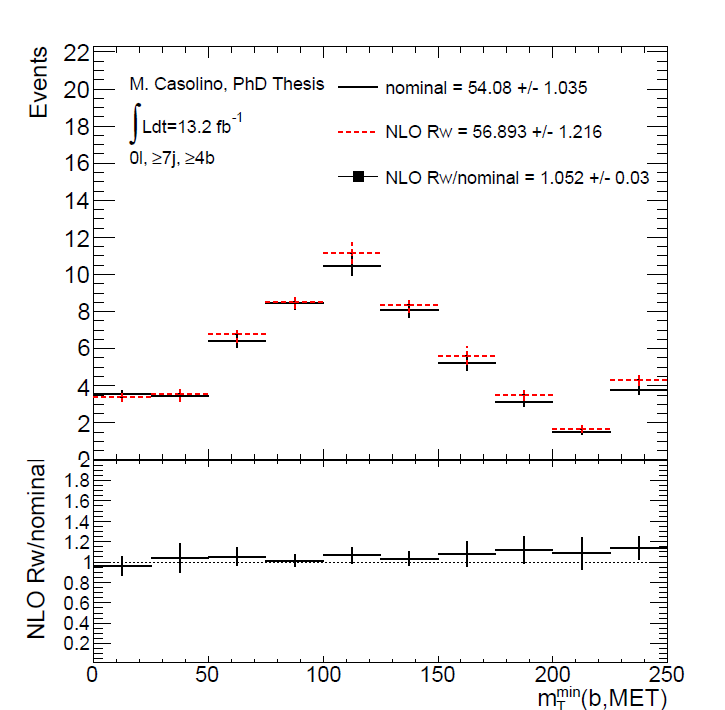 Events
22
20
18
16
14
12
10
8
6
4
2
0
M. Casolino, PhD Thesis
∫Ldt=13.2 fb⁻¹
0l, ≥7j, ≥4b
nominal = 54.08 +/- 1.035
NLO Rw = 56.893 +/- 1.216
NLO Rw/nominal = 1.052 +/- 0.03
NLO Rw/nominal
2
1.8
1.6
1.4
1.2
1
0.8
0.6
0.4
0.2
0 50 100 150 200 250
m_T^min(b,MET)